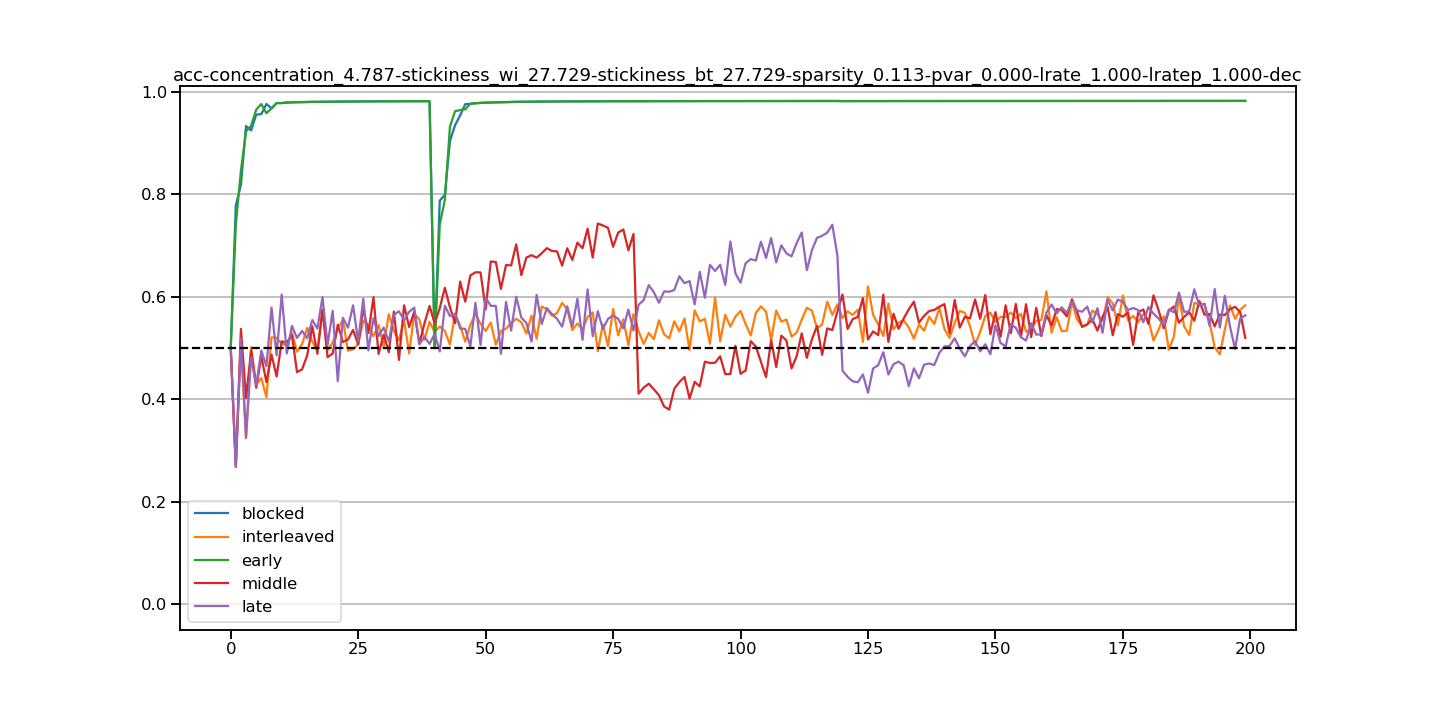 acc-concentration_4.787-stickiness_wi_27.729-stickiness_bt_27.729-sparsity_0.113-pvar_0.000-lrate_1.000-lratep_1.000-dec
1.0
0.8
0.6
0.4
0.2
0.0
blocked
interleaved
early
middle
late
0 25 50 75 100 125 150 175 200